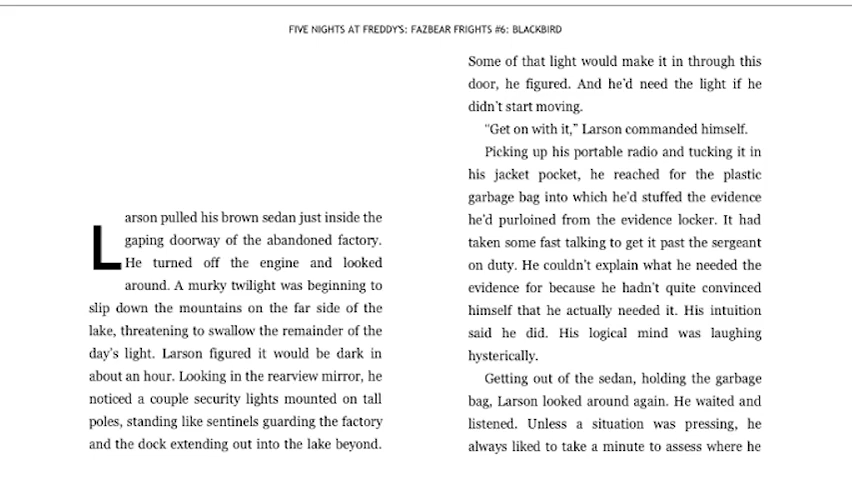 FIVE NIGHTS AT FREDDY'S: FAZBEAR FRIGHTS #6: BLACKBIRD
Larson pulled his brown sedan just inside the
gaping doorway of the abandoned factory.
He turned off the engine and looked
around. A murky twilight was beginning to
slip down the mountains on the far side of the
lake, threatening to swallow the remainder of the
day's light. Larson figured it would be dark in
about an hour. Looking in the rearview mirror, he
noticed a couple security lights mounted on tall
poles, standing like sentinels guarding the factory
and the dock extending out into the lake beyond.
Some of that light would make it in through this
door, he figured. And he'd need the light if he
didn't start moving.
"Get on with it," Larson commanded himself.
Picking up his portable radio and tucking it in
his jacket pocket, he reached for the plastic
garbage bag into which he'd stuffed the evidence
he'd purloined from the evidence locker. It had
taken some fast talking to get it past the sergeant
on duty. He couldn't explain what he needed the
evidence for because he hadn't quite convinced
himself that he actually needed it. His intuition
said he did. His logical mind was laughing
hysterically.
Getting out of the sedan, holding the garbage
bag, Larson looked around again. He waited and
listened. Unless a situation was pressing, he
always liked to take a minute to assess where he